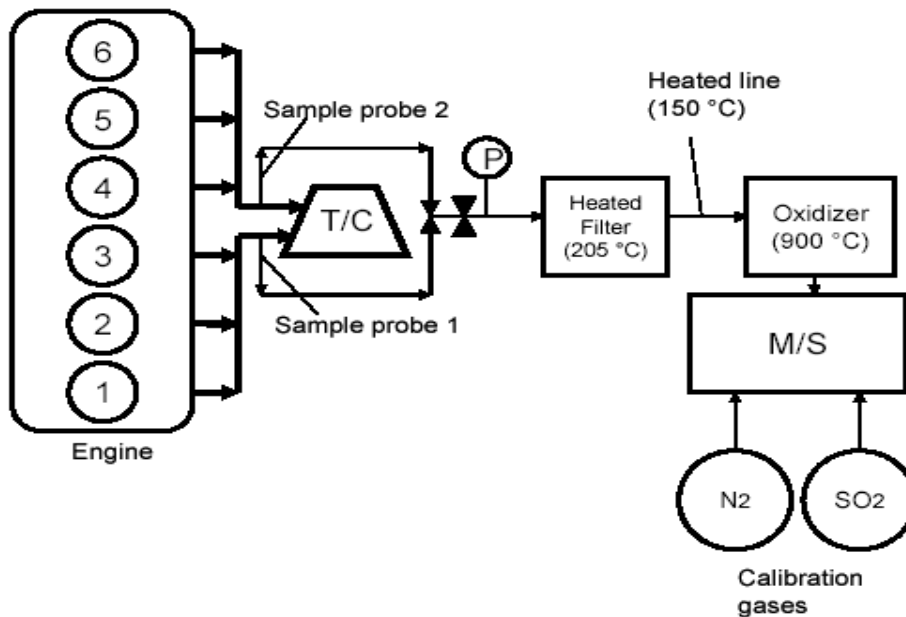 6
5
4
3
2
1
Engine
Sample probe 2
T/C
Sample probe 1
P
Heated
Filter
(205 °C)
Heated line
(150 °C)
Oxidizer
(900 °C)
M/S
N2
SO2
Calibration
gases